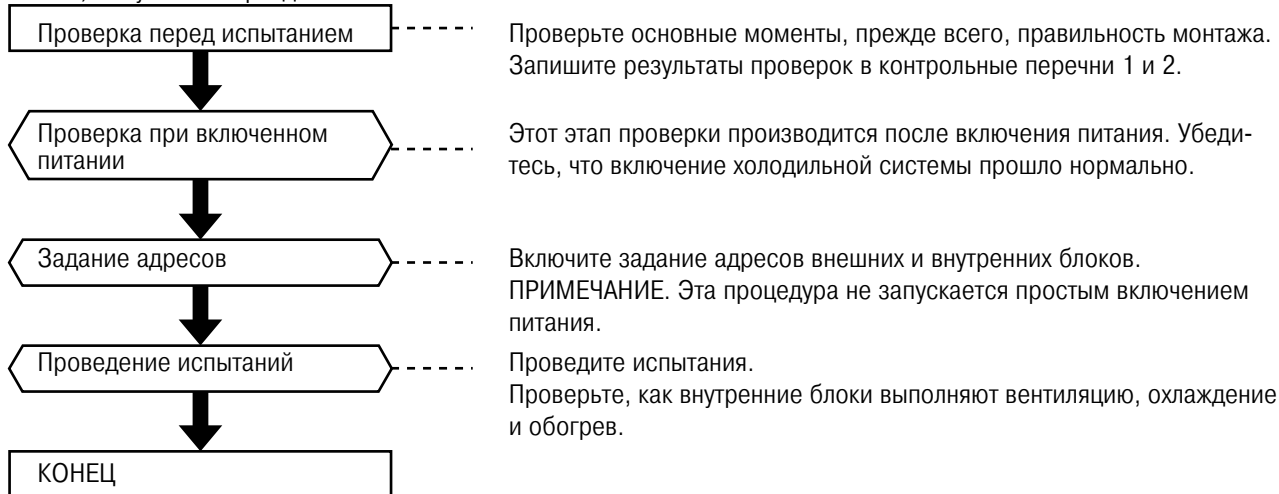 Проверка перед испытанием
Проверьте основные моменты, прежде всего, правильность монтажа.
Запишите результаты проверок в контрольные перечни 1 и 2.
Проверка при включенном
питании
Этот этап проверки производится после включения питания. Убеди-
тесь, что включение холодильной системы прошло нормально.
Задание адресов
Включите задание адресов внешних и внутренних блоков.
ПРИМЕЧАНИЕ. Эта процедура не запускается простым включением
питания.
Проведение испытаний
Проведите испытания.
Проверьте, как внутренние блоки выполняют вентиляцию, охлаждение
и обогрев.
КОНЕЦ